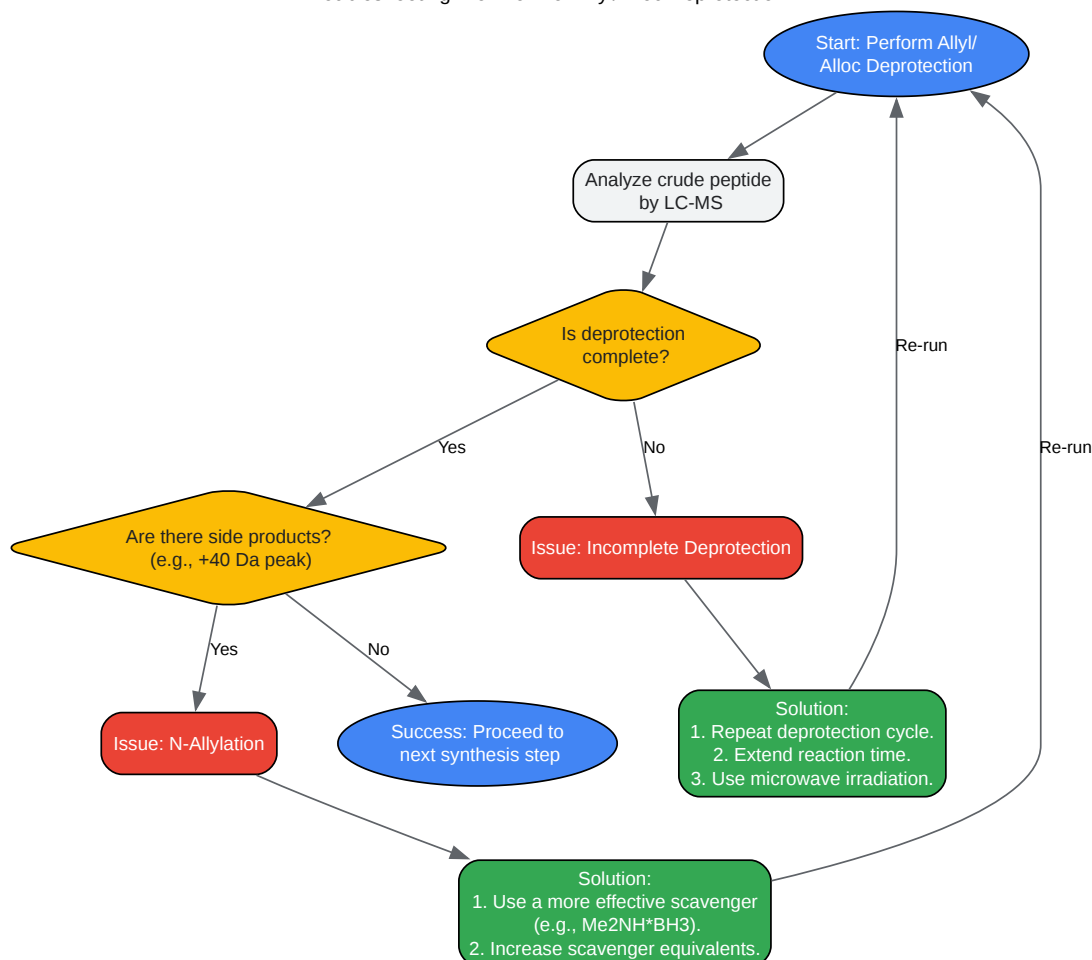 Start: Perform Allyl/
Alloc Deprotection
Analyze crude peptide
by LC-MS
Is deprotection
complete?
Re-run
Yes
No
Re-run
Are there side products?
(e.g., +40 Da peak)
Issue: Incomplete Deprotection
Yes
No
Issue: N-Allylation
Success: Proceed to
next synthesis step
Solution:
1. Repeat deprotection cycle.
2. Extend reaction time.
3. Use microwave irradiation.
Solution:
1. Use a more effective scavenger
(e.g., Me2NH*BH3).
2. Increase scavenger equivalents.